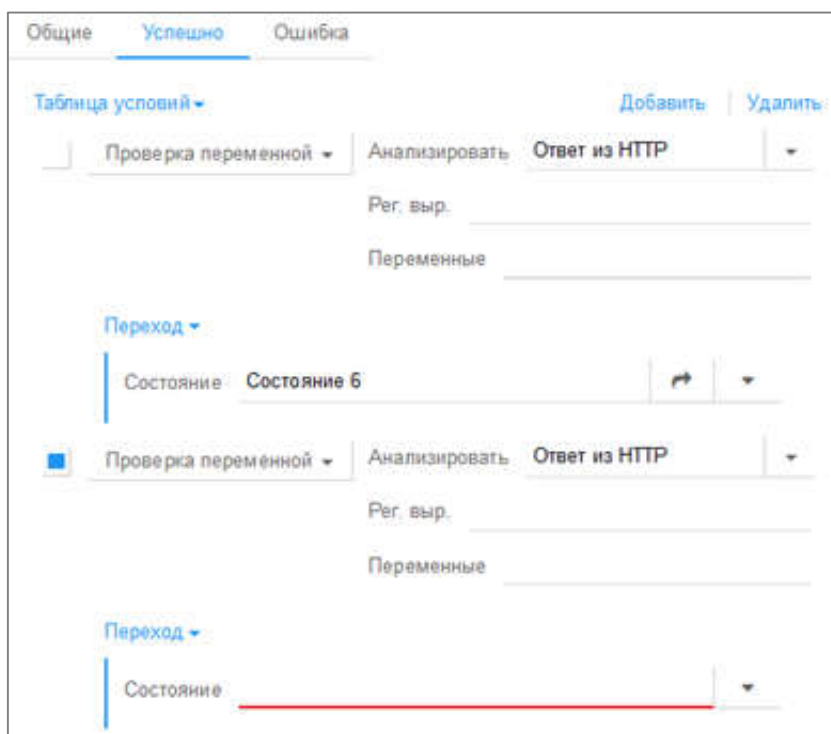 Общие Успешно Ошибка
Таблица условий Добавить Удалить
Проверка переменной Анализировать Ответ из HTTP
Рег. выр.
Переменные
Переход
Состояние Состояние 6
Проверка переменной Анализировать Ответ из HTTP
Рег. выр.
Переменные
Переход
Состояние